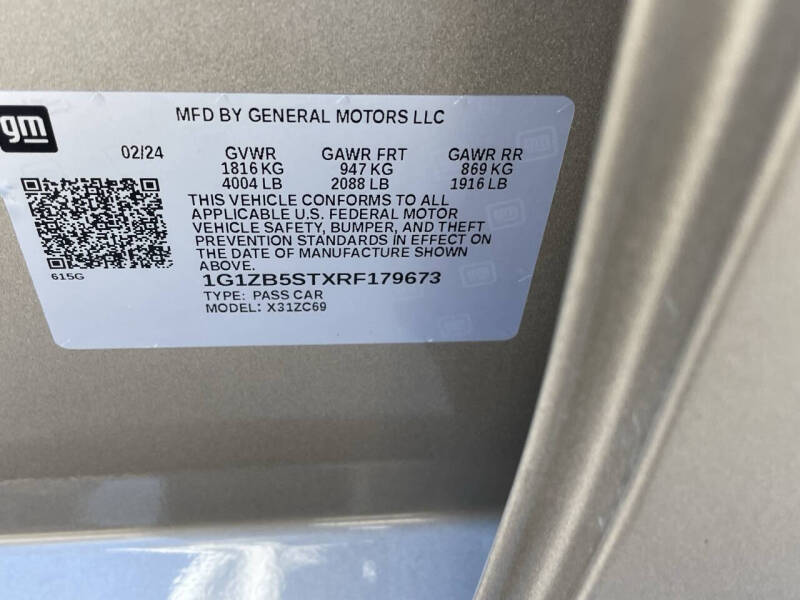 gm
MFD BY GENERAL MOTORS LLC
02/24 GVWR GAWR FRT GAWR RR
1816 KG 947 KG 869 KG
4004 LB 2088 LB 1916 LB
THIS VEHICLE CONFORMS TO ALL
APPLICABLE U.S. FEDERAL MOTOR
VEHICLE SAFETY, BUMPER, AND THEFT
PREVENTION STANDARDS IN EFFECT ON
THE DATE OF MANUFACTURE SHOWN
ABOVE.
615G
1G1ZB5STXRF179673
TYPE: PASS CAR
MODEL: X31ZC69